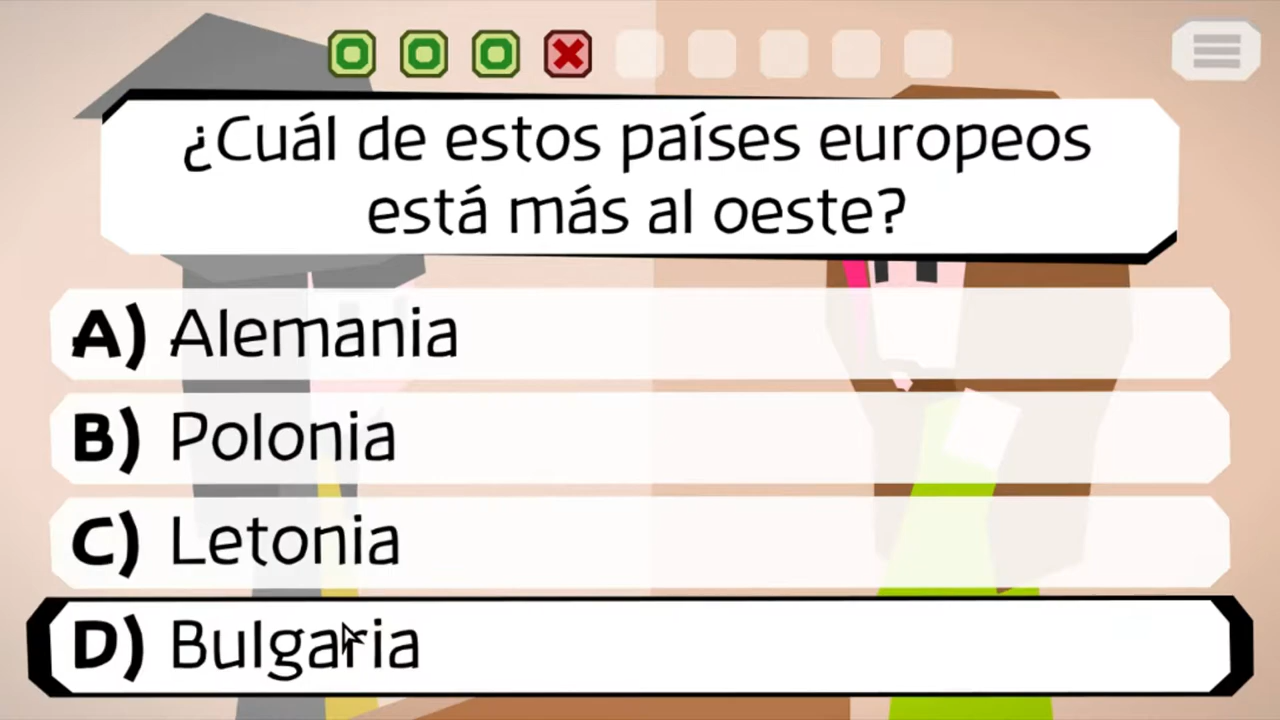 ¿Cuál de estos países europeos
está más al oeste?
A) Alemania
B) Polonia
C) Letonia
D) Bulgaria